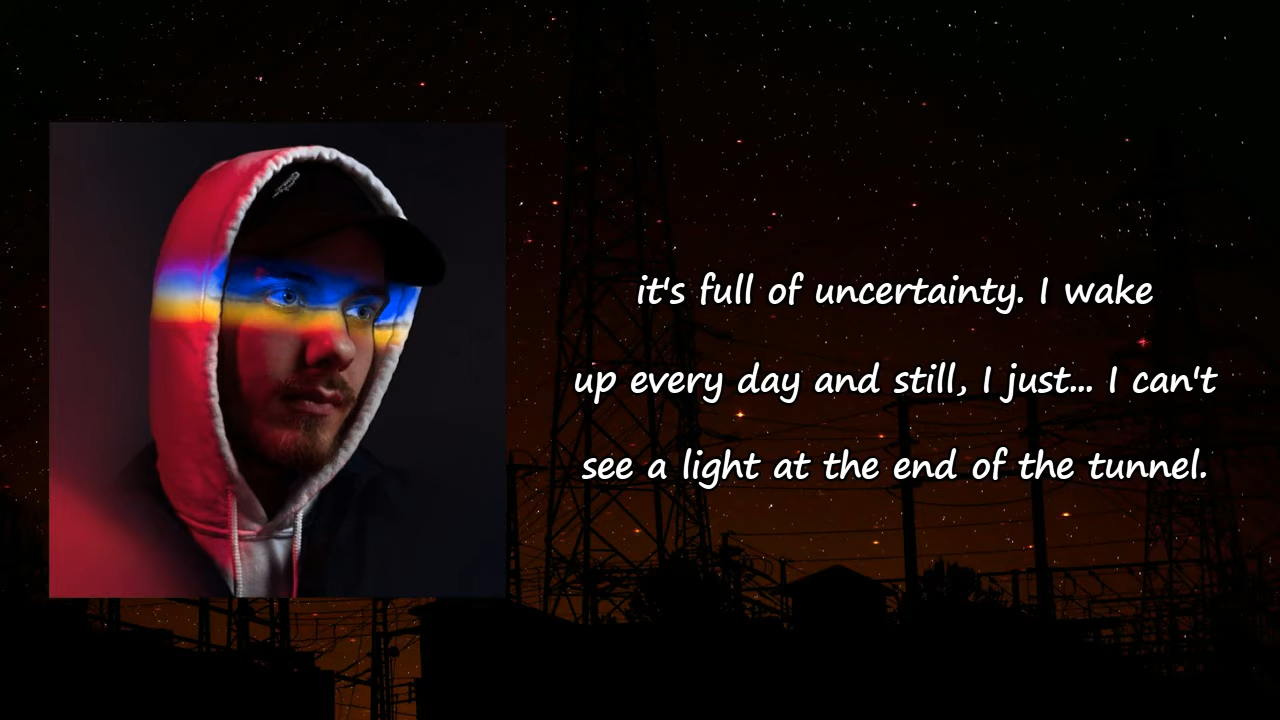 it's full of uncertainty. I wake
up every day and still, I just... I can't
see a light at the end of the tunnel.